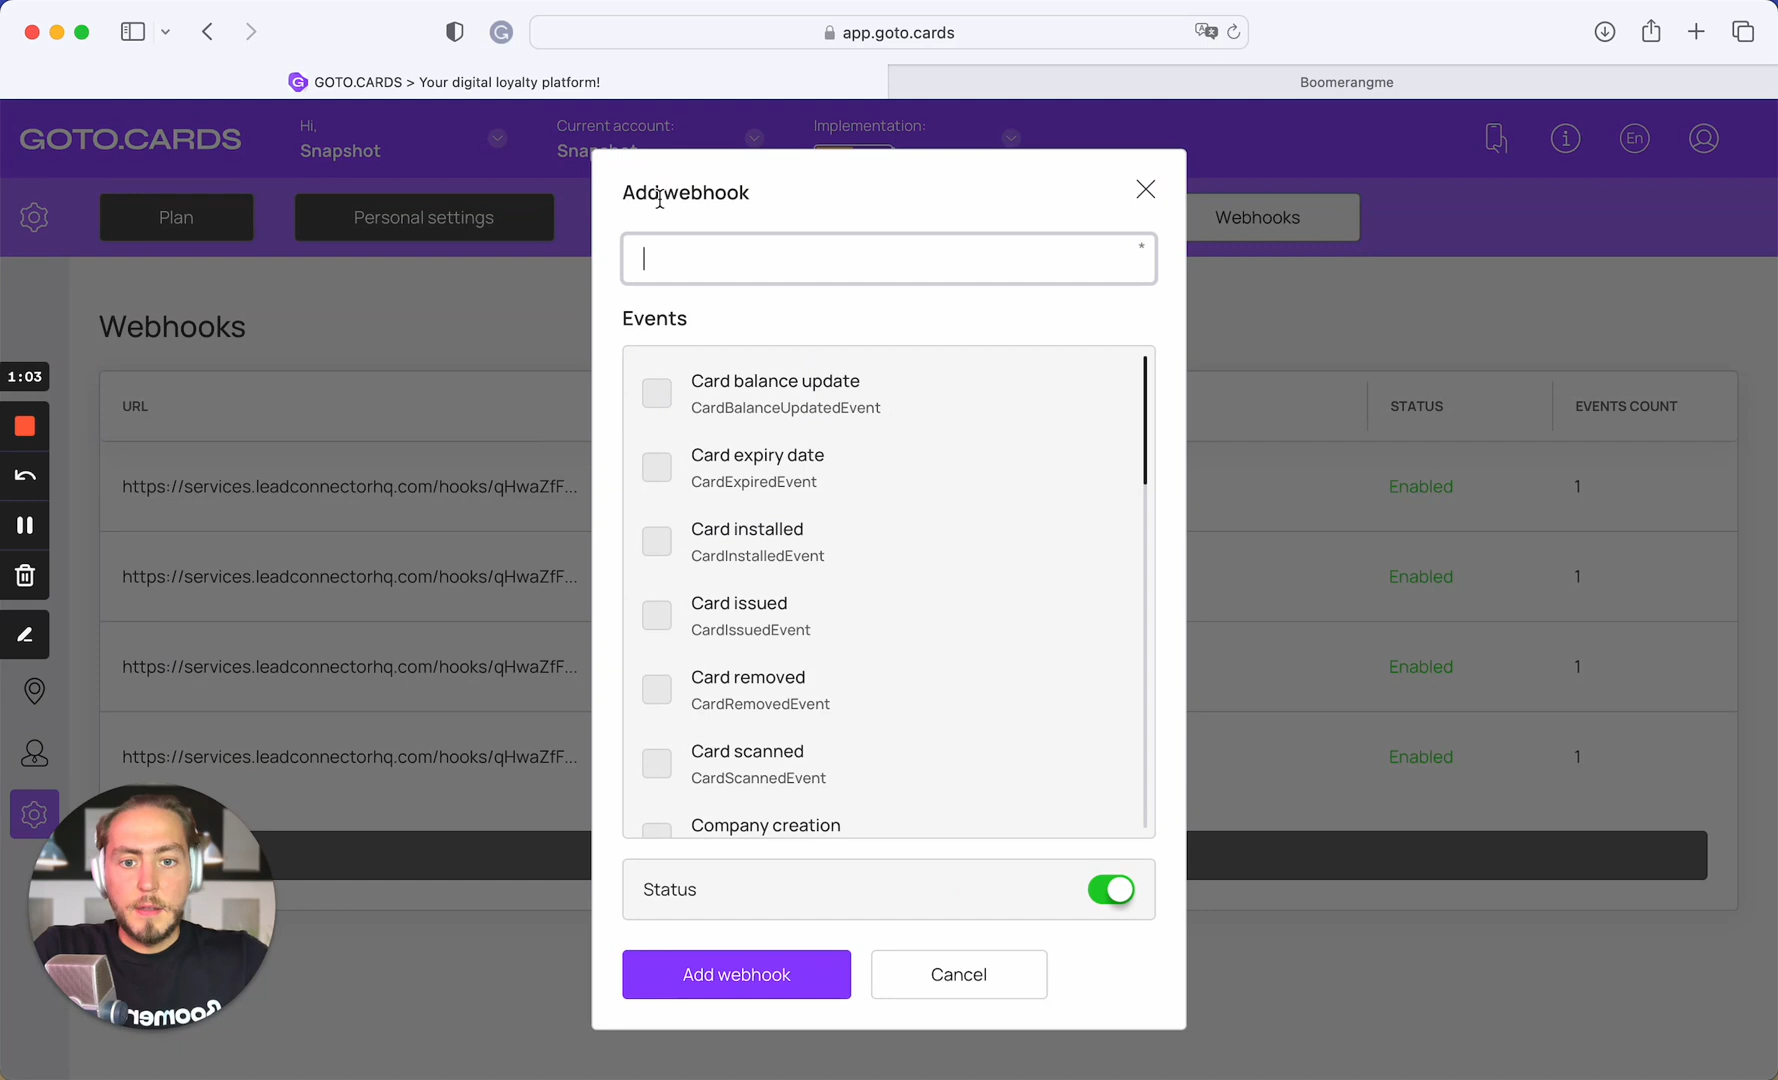 app.goto.cards
GOTO.CARDS > Your digital loyalty platform!
Boomerangme
GOTO.CARDS
Hi,
Snapshot
Current account:
Snapshot
Implementation:
En
Plan
Personal settings
Webhooks
Add webhook
*
Webhooks
URL
STATUS
EVENTS COUNT
https://services.leadconnectorhq.com/hooks/qHwaZfF...
Enabled
1
https://services.leadconnectorhq.com/hooks/qHwaZfF...
Enabled
1
https://services.leadconnectorhq.com/hooks/qHwaZfF...
Enabled
1
https://services.leadconnectorhq.com/hooks/qHwaZfF...
Enabled
1
1:03
Events
Card balance update
CardBalanceUpdatedEvent
Card expiry date
CardExpiredEvent
Card installed
CardInstalledEvent
Card issued
CardIssuedEvent
Card removed
CardRemovedEvent
Card scanned
CardScannedEvent
Company creation
Status
Add webhook
Cancel